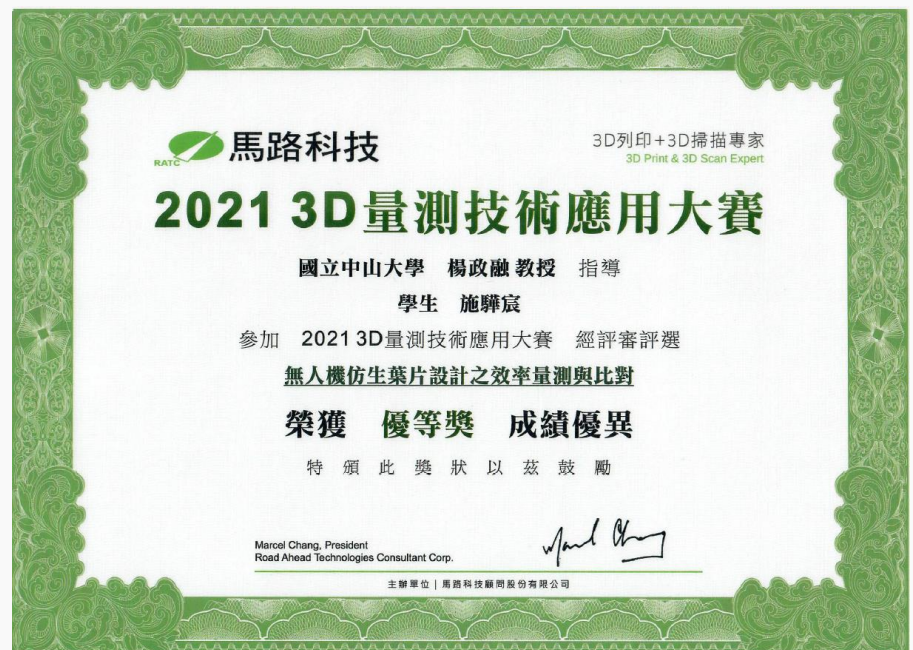 RATC 馬路科技
3D列印+3D掃描專家
3D Print & 3D Scan Expert
2021 3D量測技術應用大賽
國立中山大學 楊政融 教授 指導
學生 施驊宸
參加 2021 3D量測技術應用大賽 經評審評選
無人機仿生葉片設計之效率量測與比對
榮獲 優等獎 成績優異
特頒此獎狀以茲鼓勵
Marcel Chang, President
Road Ahead Technologies Consultant Corp.
Marcel Chang
主辦單位 | 馬路科技顧問股份有限公司